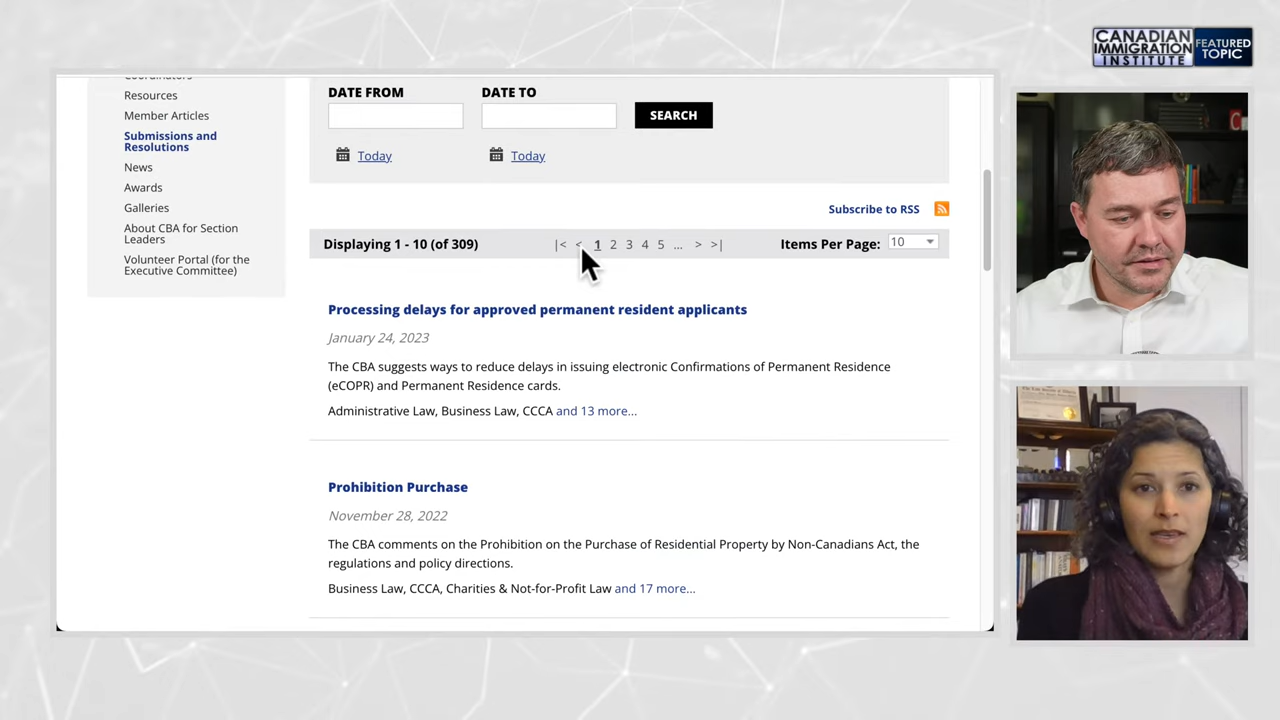 CANADIAN
IMMIGRATION
INSTITUTE
FEATURED
TOPIC
Coordinators
Resources
Member Articles
Submissions and
Resolutions
News
Awards
Galleries
About CBA for Section
Leaders
Volunteer Portal (for the
Executive Committee)
DATE FROM
DATE TO
SEARCH
Today
Today
Subscribe to RSS
Displaying 1 - 10 (of 309)
|< < 1 2 3 4 5 ... > >|
Items Per Page: 10
Processing delays for approved permanent resident applicants
January 24, 2023
The CBA suggests ways to reduce delays in issuing electronic Confirmations of Permanent Residence
(eCOPR) and Permanent Residence cards.
Administrative Law, Business Law, CCCA and 13 more...
Prohibition Purchase
November 28, 2022
The CBA comments on the Prohibition on the Purchase of Residential Property by Non-Canadians Act, the
regulations and policy directions.
Business Law, CCCA, Charities & Not-for-Profit Law and 17 more...